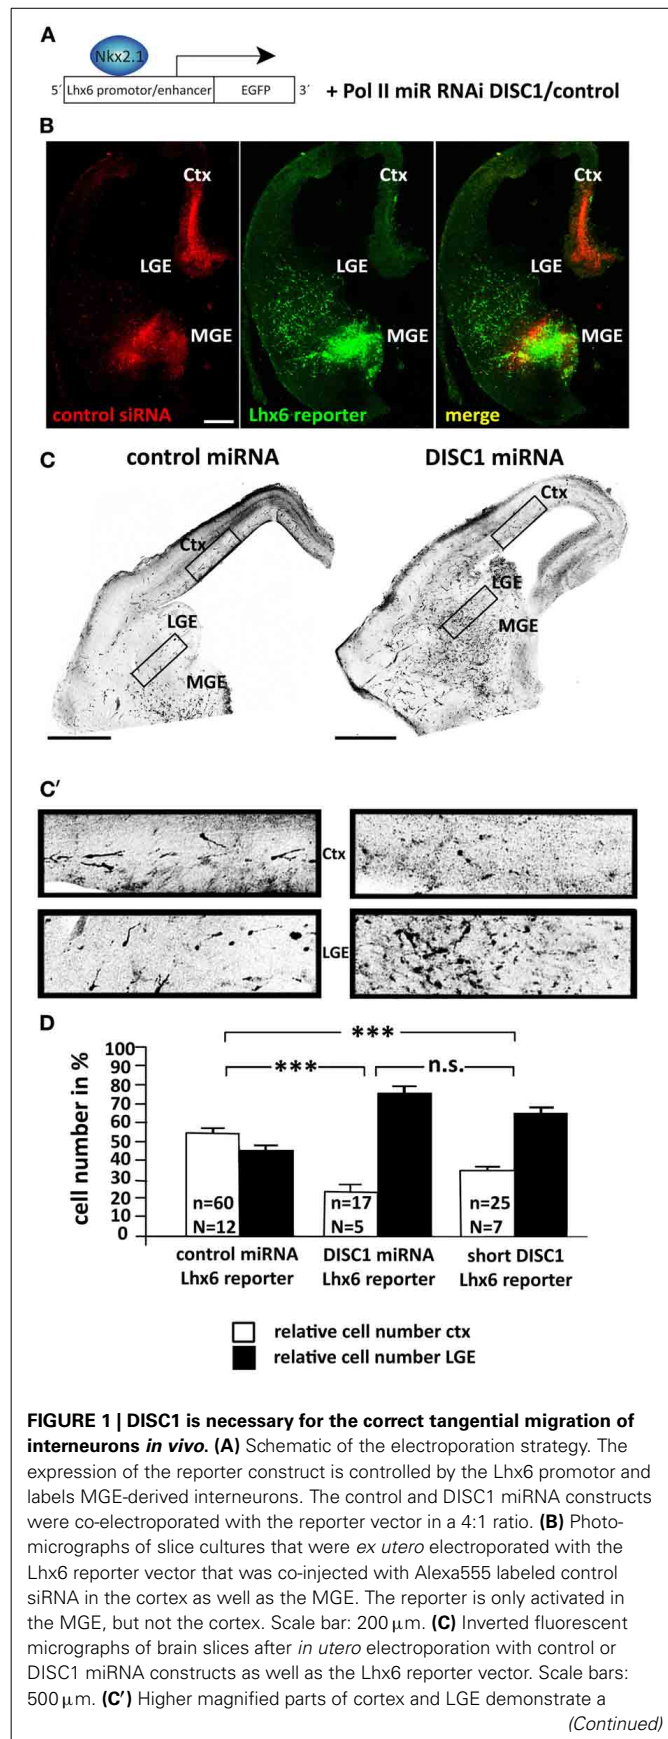 A
Nkx2.1
5´ Lhx6 promotor/enhancer EGFP 3´ + Pol II miR RNAi DISC1/control
B
Ctx Ctx
LGE LGE LGE
MGE MGE MGE
control siRNA Lhx6 reporter merge
C control miRNA DISC1 miRNA
Ctx Ctx
LGE LGE
MGE MGE
C'
Ctx
LGE
D
***
*** n.s.
cell number in %
100
90
80
70
60
50
40
30
20
10
0
n=60 n=17 n=25
N=12 N=5 N=7
control miRNA DISC1 miRNA short DISC1
Lhx6 reporter Lhx6 reporter Lhx6 reporter
relative cell number ctx
relative cell number LGE
FIGURE 1 | DISC1 is necessary for the correct tangential migration of
interneurons in vivo. (A) Schematic of the electroporation strategy. The
expression of the reporter construct is controlled by the Lhx6 promotor and
labels MGE-derived interneurons. The control and DISC1 miRNA constructs
were co-electroporated with the reporter vector in a 4:1 ratio. (B) Photo-
micrographs of slice cultures that were ex utero electroporated with the
Lhx6 reporter vector that was co-injected with Alexa555 labeled control
siRNA in the cortex as well as the MGE. The reporter is only activated in
the MGE, but not the cortex. Scale bar: 200 µm. (C) Inverted fluorescent
micrographs of brain slices after in utero electroporation with control or
DISC1 miRNA constructs as well as the Lhx6 reporter vector. Scale bars:
500 µm. (C') Higher magnified parts of cortex and LGE demonstrate a
(Continued)